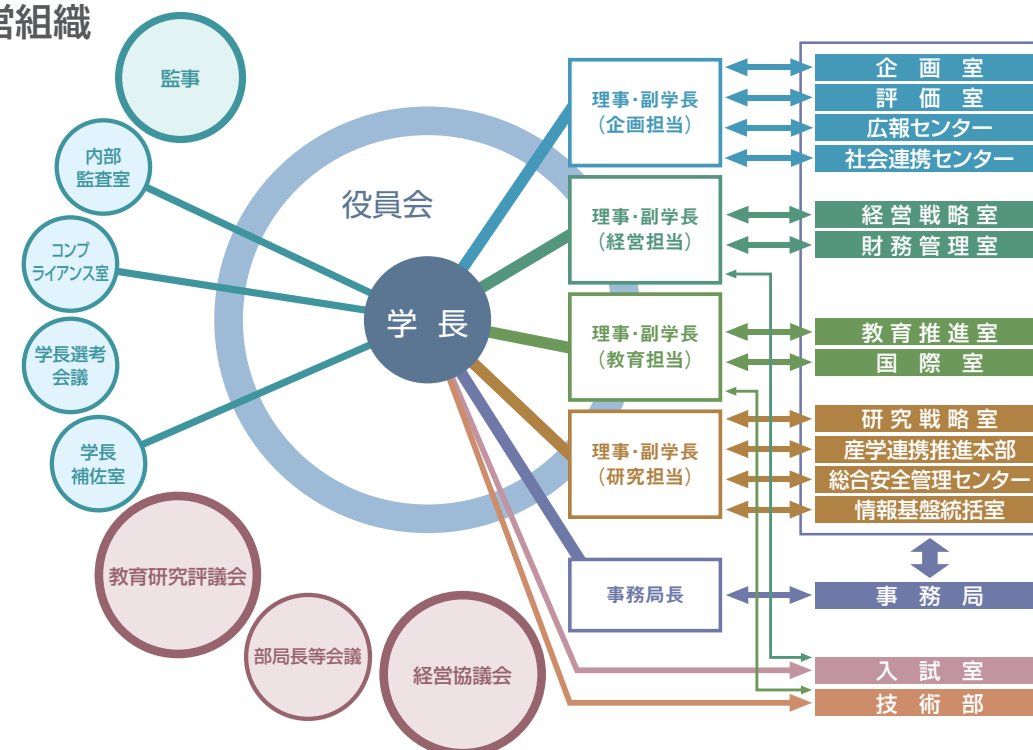 営組織
監事
内部
監査室
コンプ
ライアンス室
学長選考
会議
学長
補佐室
役員会
学 長
教育研究評議会
部局長等会議
経営協議会
理事・副学長
（企画担当）
理事・副学長
（経営担当）
理事・副学長
（教育担当）
理事・副学長
（研究担当）
事務局長
企 画 室
評 価 室
広報センター
社会連携センター
経営戦略室
財務管理室
教育推進室
国 際 室
研究戦略室
産学連携推進本部
総合安全管理センター
情報基盤統括室
事 務 局
入 試 室
技 術 部